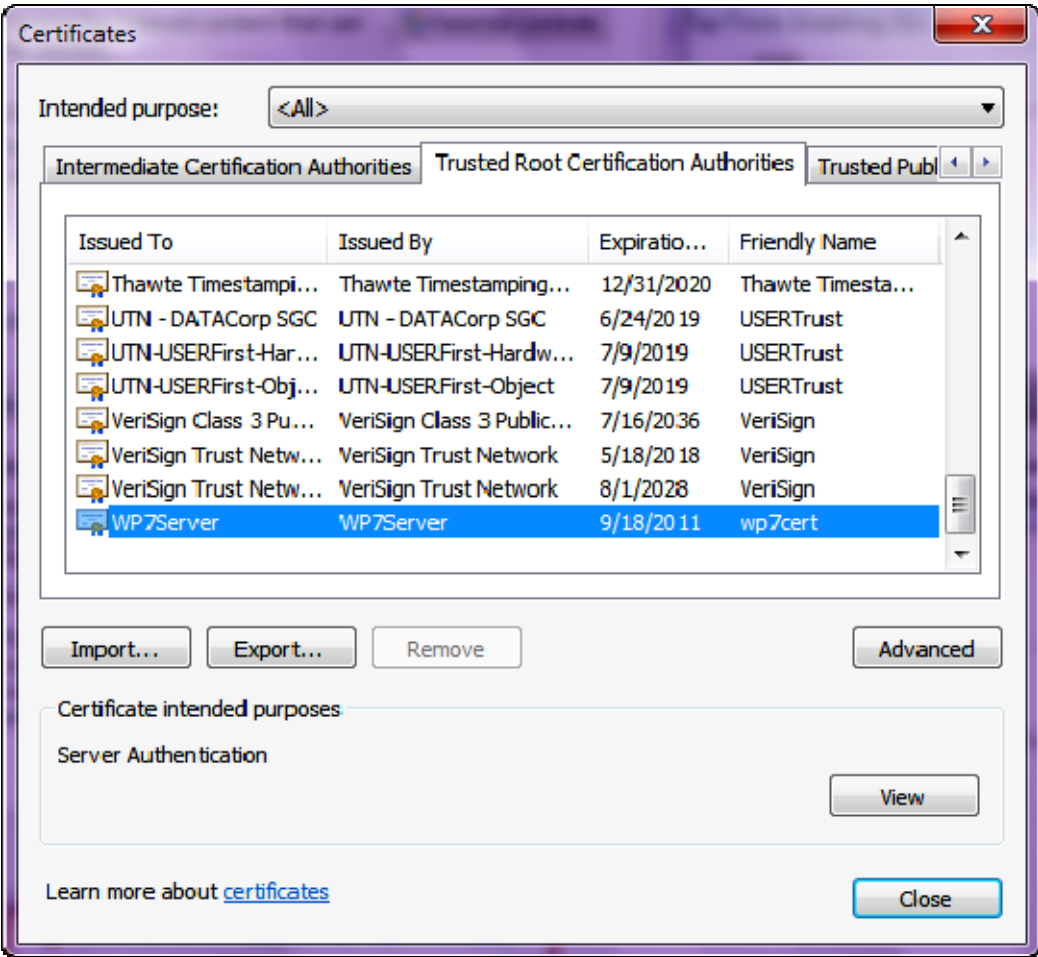 Certificates
Intended purpose: <All>
Intermediate Certification Authorities Trusted Root Certification Authorities Trusted Publ
Issued To Issued By Expiratio... Friendly Name
Thawte Timestampi... Thawte Timestamping... 12/31/2020 Thawte Timesta...
UTN - DATACorp SGC UTN - DATACorp SGC 6/24/2019 USERTrust
UTN-USERFirst-Har... UTN-USERFirst-Hardw... 7/9/2019 USERTrust
UTN-USERFirst-Obj... UTN-USERFirst-Object 7/9/2019 USERTrust
VeriSign Class 3 Pu... VeriSign Class 3 Public... 7/16/2036 VeriSign
VeriSign Trust Netw... VeriSign Trust Network 5/18/2018 VeriSign
VeriSign Trust Netw... VeriSign Trust Network 8/1/2028 VeriSign
WP7Server WP7Server 9/18/2011 wp7cert
Import... Export... Remove Advanced
Certificate intended purposes
Server Authentication
View
Learn more about certificates
Close